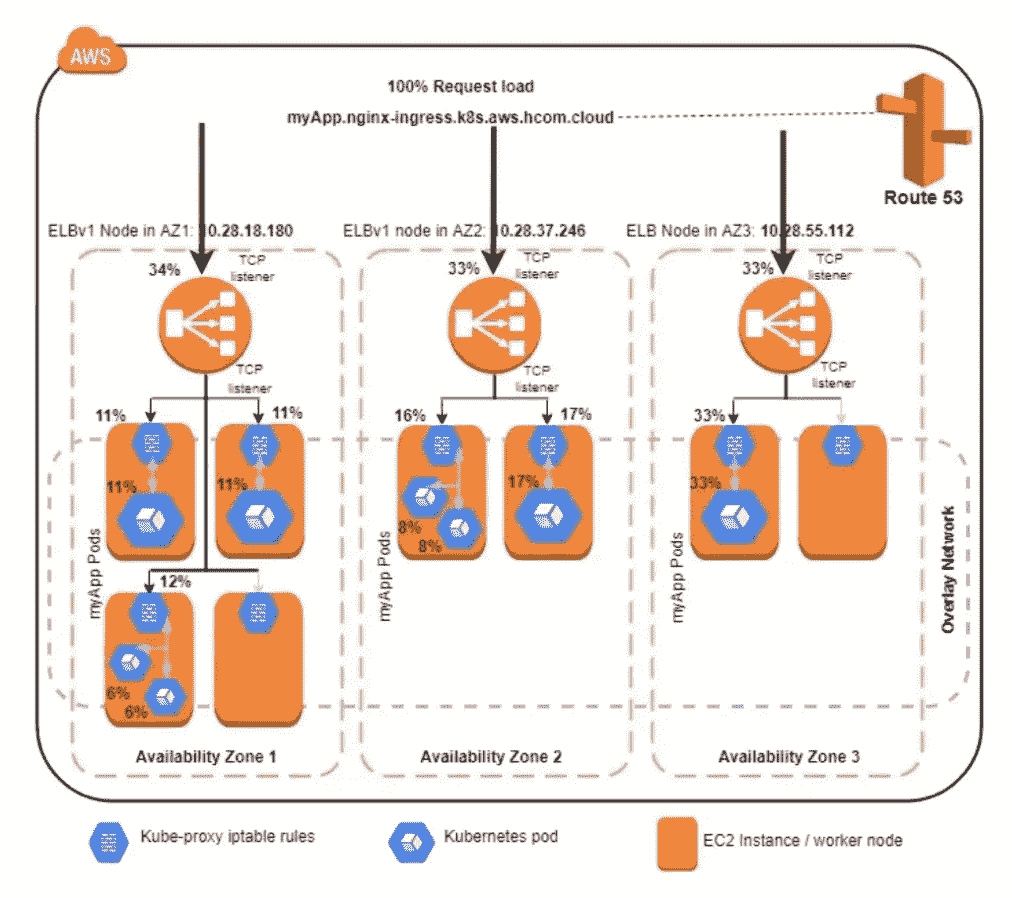 AWS
100% Request load
myApp.nginx-ingress.k8s.aws.hcom.cloud
Route 53
ELBv1 Node in AZ1: 10.28.18.180
ELBv1 node in AZ2: 10.28.37.246
ELB Node in AZ3: 10.28.55.112
34%
TCP
listener
33%
TCP
listener
33%
TCP
listener
TCP
listener
TCP
listener
TCP
listener
11%
11%
16%
17%
33%
11%
11%
17%
33%
8%
8%
myApp Pods
myApp Pods
myApp Pods
Overlay Network
12%
6%
6%
Availability Zone 1
Availability Zone 2
Availability Zone 3
Kube-proxy iptable rules
Kubernetes pod
EC2 Instance / worker node